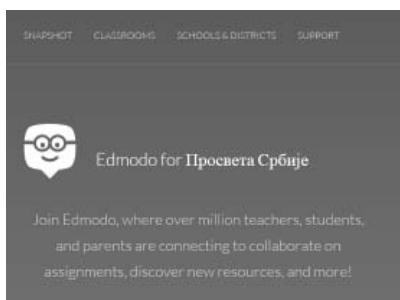 SNAPSHOT CLASSROOMS SCHOOLS & DISTRICTS SUPPORT
Edmodo for Просвета Србије
Join Edmodo, where over million teachers, students,
and parents are connecting to collaborate on
assignments, discover new resources, and more!